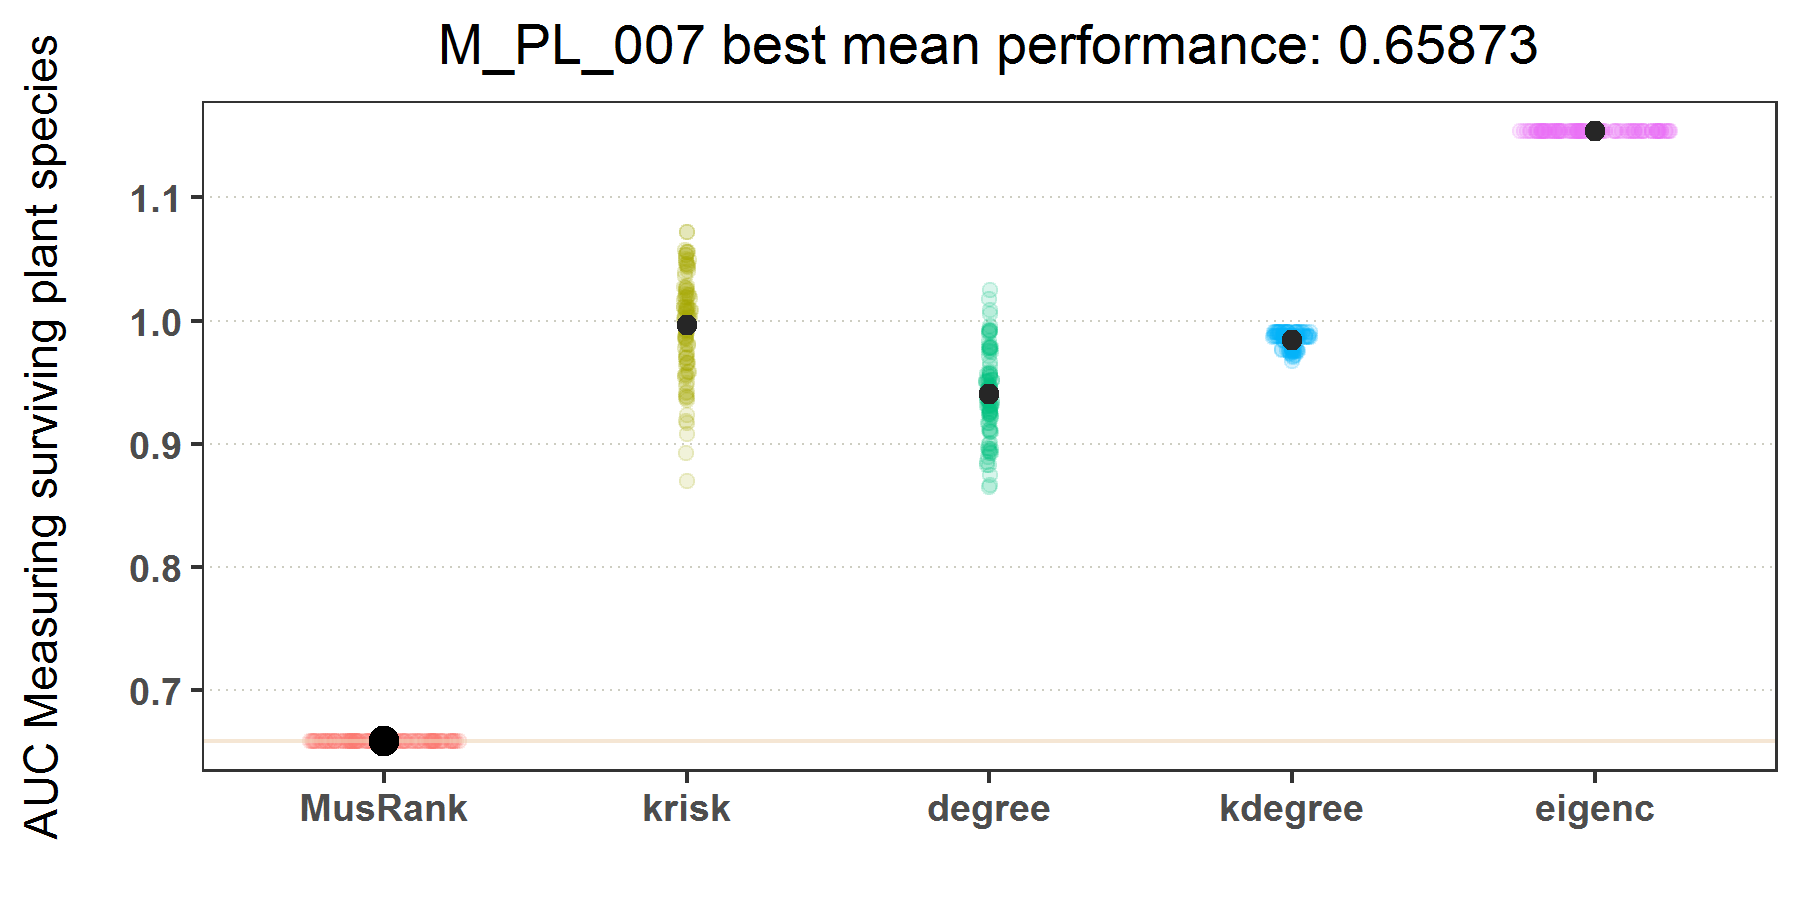 M_PL_007 best mean performance: 0.65873
AUC Measuring surviving plant species
1.1
1.0
0.9
0.8
0.7
MusRank krisk degree kdegree eigenc